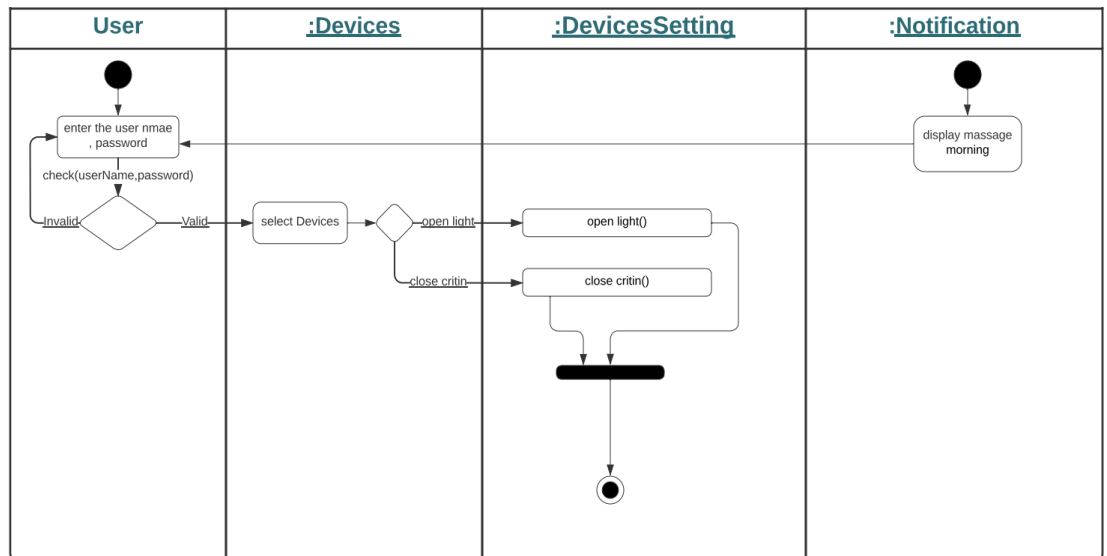 User
:Devices
:DevicesSetting
:Notification
enter the user nmae
, password
display massage
morning
check(userName,password)
Invalid
Valid
select Devices
open light
open light()
close critin
close critin()